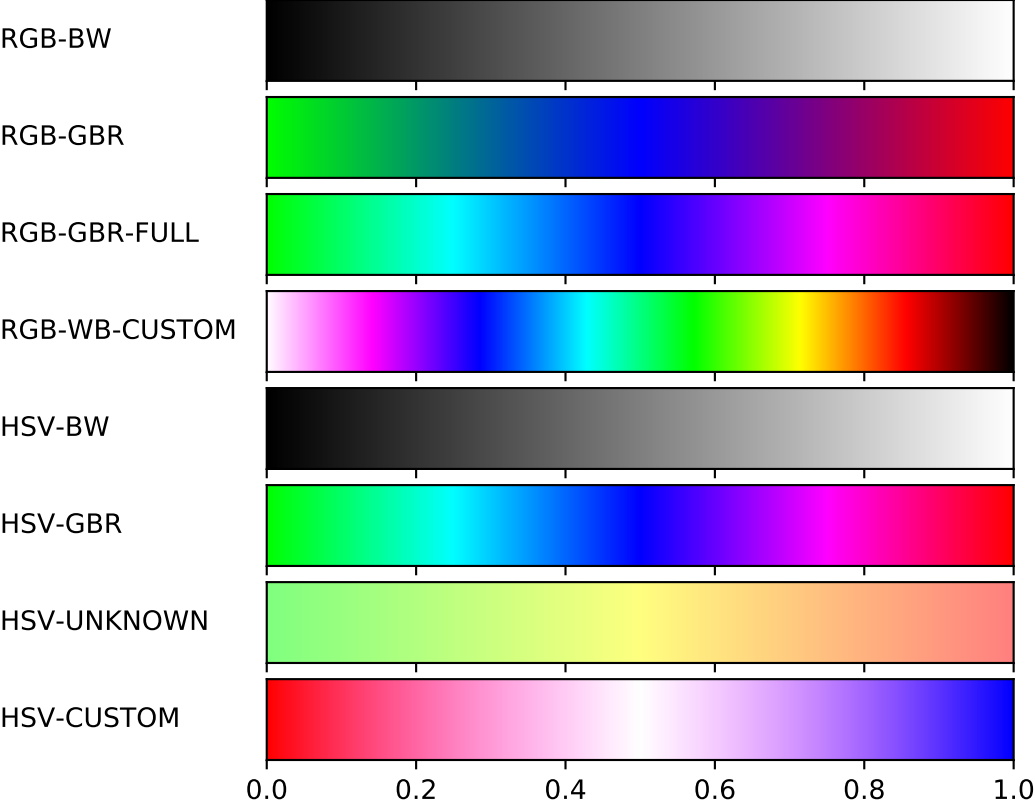 RGB-BW
RGB-GBR
RGB-GBR-FULL
RGB-WB-CUSTOM
HSV-BW
HSV-GBR
HSV-UNKNOWN
HSV-CUSTOM
0.0 0.2 0.4 0.6 0.8 1.0